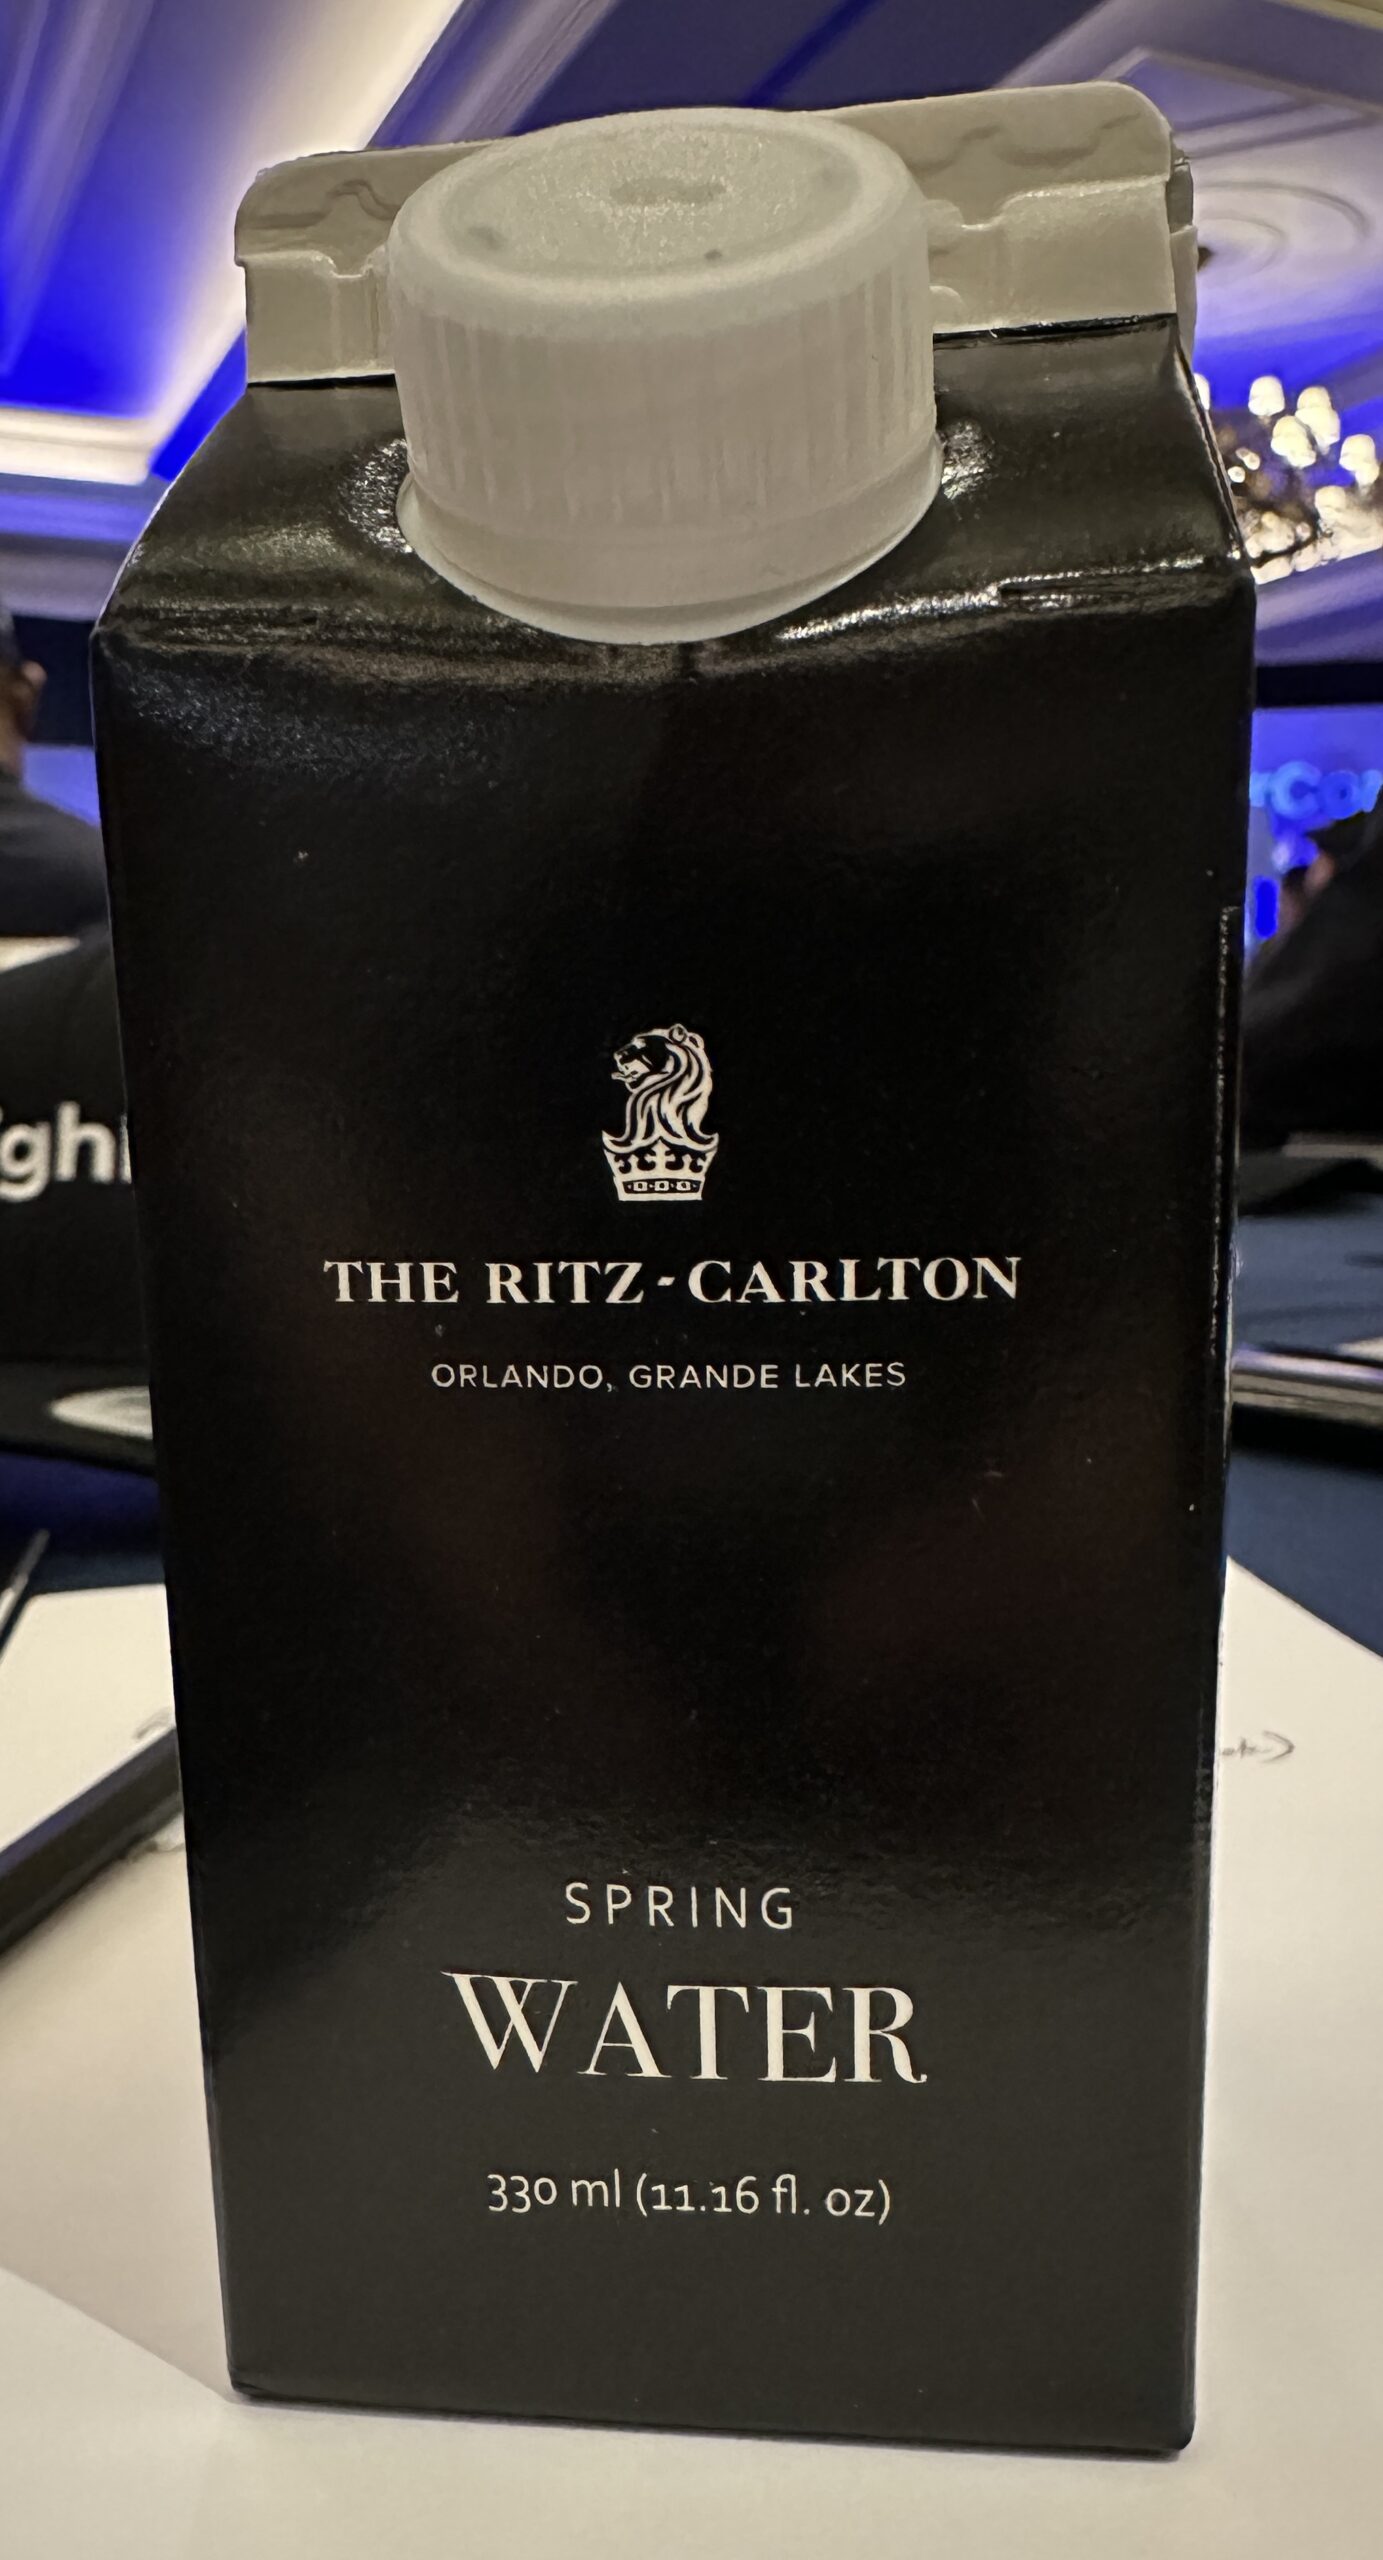 THE RITZ-CARLTON
ORLANDO, GRANDE LAKES
SPRING
WATER
330 ml (11.16 fl. oz)